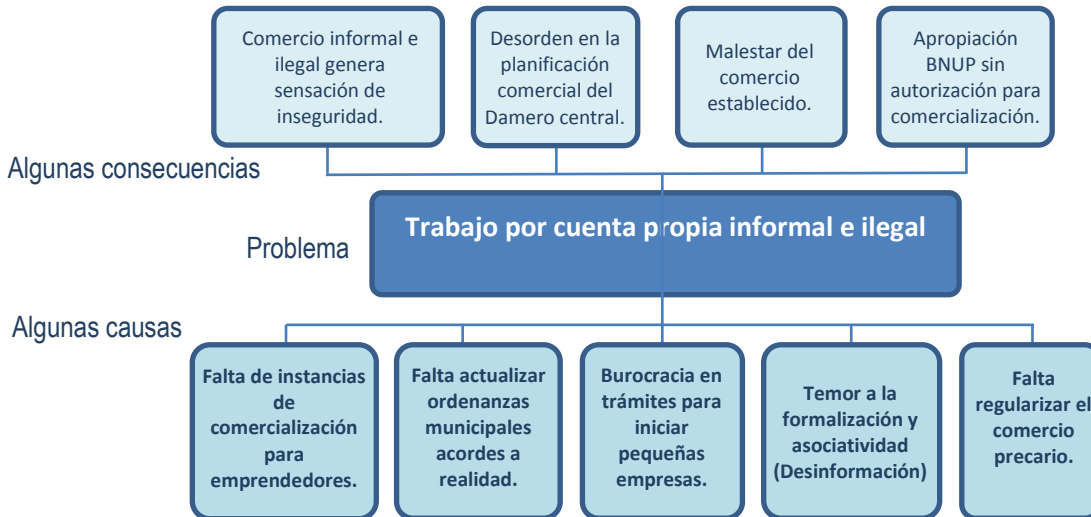 Comercio informal e
ilegal genera
sensación de
inseguridad.
Desorden en la
planificación
comercial del
Damero central.
Malestar del
comercio
establecido.
Apropiación
BNUP sin
autorización para
comercialización.
Algunas consecuencias
Trabajo por cuenta propia informal e ilegal
Problema
Algunas causas
Falta de instancias
de
comercialización
para
emprendedores.
Falta actualizar
ordenanzas
municipales
acordes a
realidad.
Burocracia en
trámites para
iniciar
pequeñas
empresas.
Temor a la
formalización y
asociatividad
(Desinformación)
Falta
regularizar el
comercio
precario.